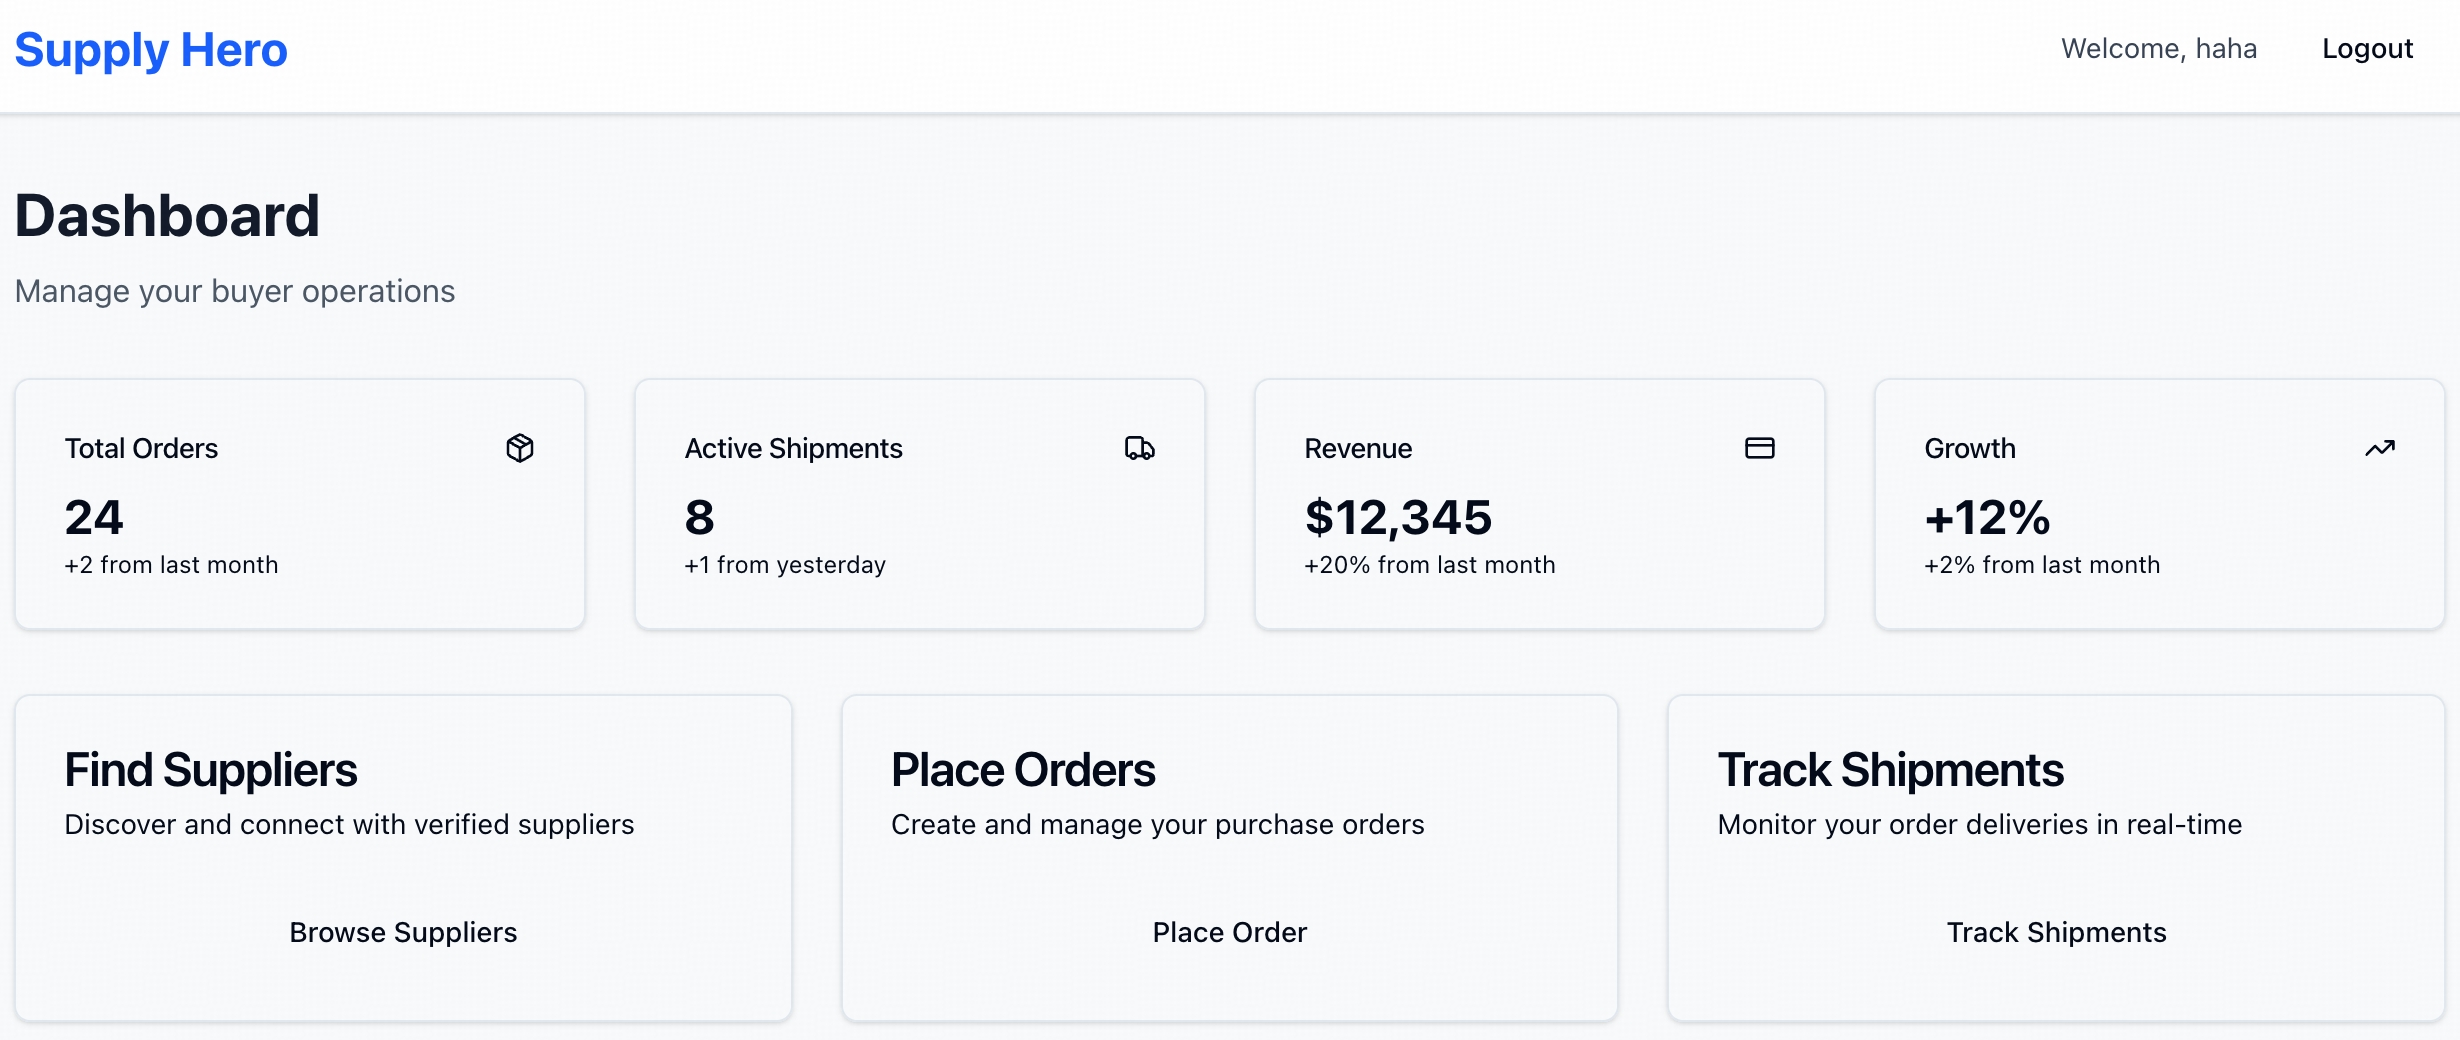 Supply Hero
Welcome, haha
Logout
Dashboard
Manage your buyer operations
Total Orders
24
+2 from last month
Active Shipments
8
+1 from yesterday
Revenue
$12,345
+20% from last month
Growth
+12%
+2% from last month
Find Suppliers
Discover and connect with verified suppliers
Browse Suppliers
Place Orders
Create and manage your purchase orders
Place Order
Track Shipments
Monitor your order deliveries in real-time
Track Shipments